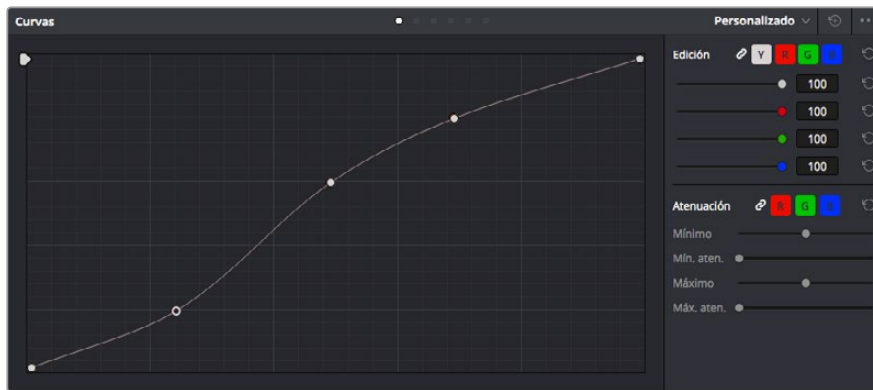 Curvas
Personalizado
Edición Y R G B
100
100
100
100
Atenuación R G B
Mínimo
Mín. aten.
Máximo
Máx. aten.